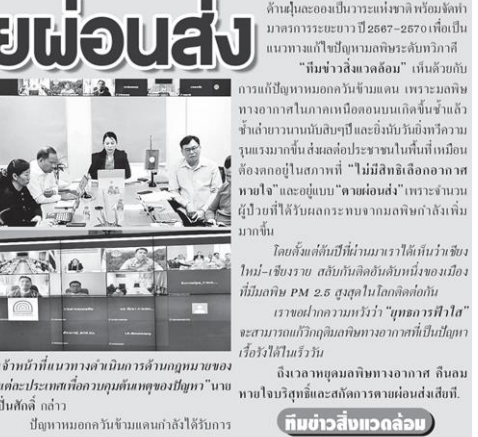 ยผ่อนส่ง
เจ้าหน้าที่แนวทางดำเนินการด้านกฎหมายของ
แต่ละประเทศเพื่อควบคุมต้นเหตุของปัญหา" นาย
ปิ่นศักดิ์ กล่าว
ปัญหาหมอกควันข้ามแดนกำลังได้รับการ
ด้านฝุ่นละอองเป็นวาระแห่งชาติ พร้อมจัดทำ
มาตรการระยะยาว ปี 2567-2570 เพื่อเป็น
แนวทางแก้ไขปัญหามลพิษระดับทวิภาคี
"ทีมข่าวสิ่งแวดล้อม" เห็นด้วยกับ
การแก้ปัญหาหมอกควันข้ามแดน เพราะมลพิษ
ทางอากาศในภาคเหนือตอนบนเกิดขึ้นซ้ำแล้ว
ซ้ำเล่ายาวนานนับสิบๆปี และยิ่งนับวันยิ่งทวีความ
รุนแรงมากขึ้น ส่งผลต่อประชาชนในพื้นที่เหมือน
ต้องตกอยู่ในสภาพที่ "ไม่มีสิทธิเลือกอากาศ
หายใจ" และอยู่แบบ "ตายผ่อนส่ง" เพราะจำนวน
ผู้ป่วยที่ได้รับผลกระทบจากมลพิษกำลังเพิ่ม
มากขึ้น
โดยตั้งแต่ต้นปีที่ผ่านมาเราได้เห็นว่าเชียง
ใหม่-เชียงราย สลับกันติดอันดับหนึ่งของเมือง
ที่มีมลพิษ PM 2.5 สูงสุดในโลกติดต่อกัน
เราขอฝากความหวังว่า "ยุทธการฟ้าใส"
จะสามารถแก้วิกฤติมลพิษทางอากาศที่เป็นปัญหา
เรื้อรังได้ในเร็ววัน
ถึงเวลาหยุดมลพิษทางอากาศ คืนลม
หายใจบริสุทธิ์และสกัดการตายผ่อนส่งเสียที.
ทีมข่าวสิ่งแวดล้อม